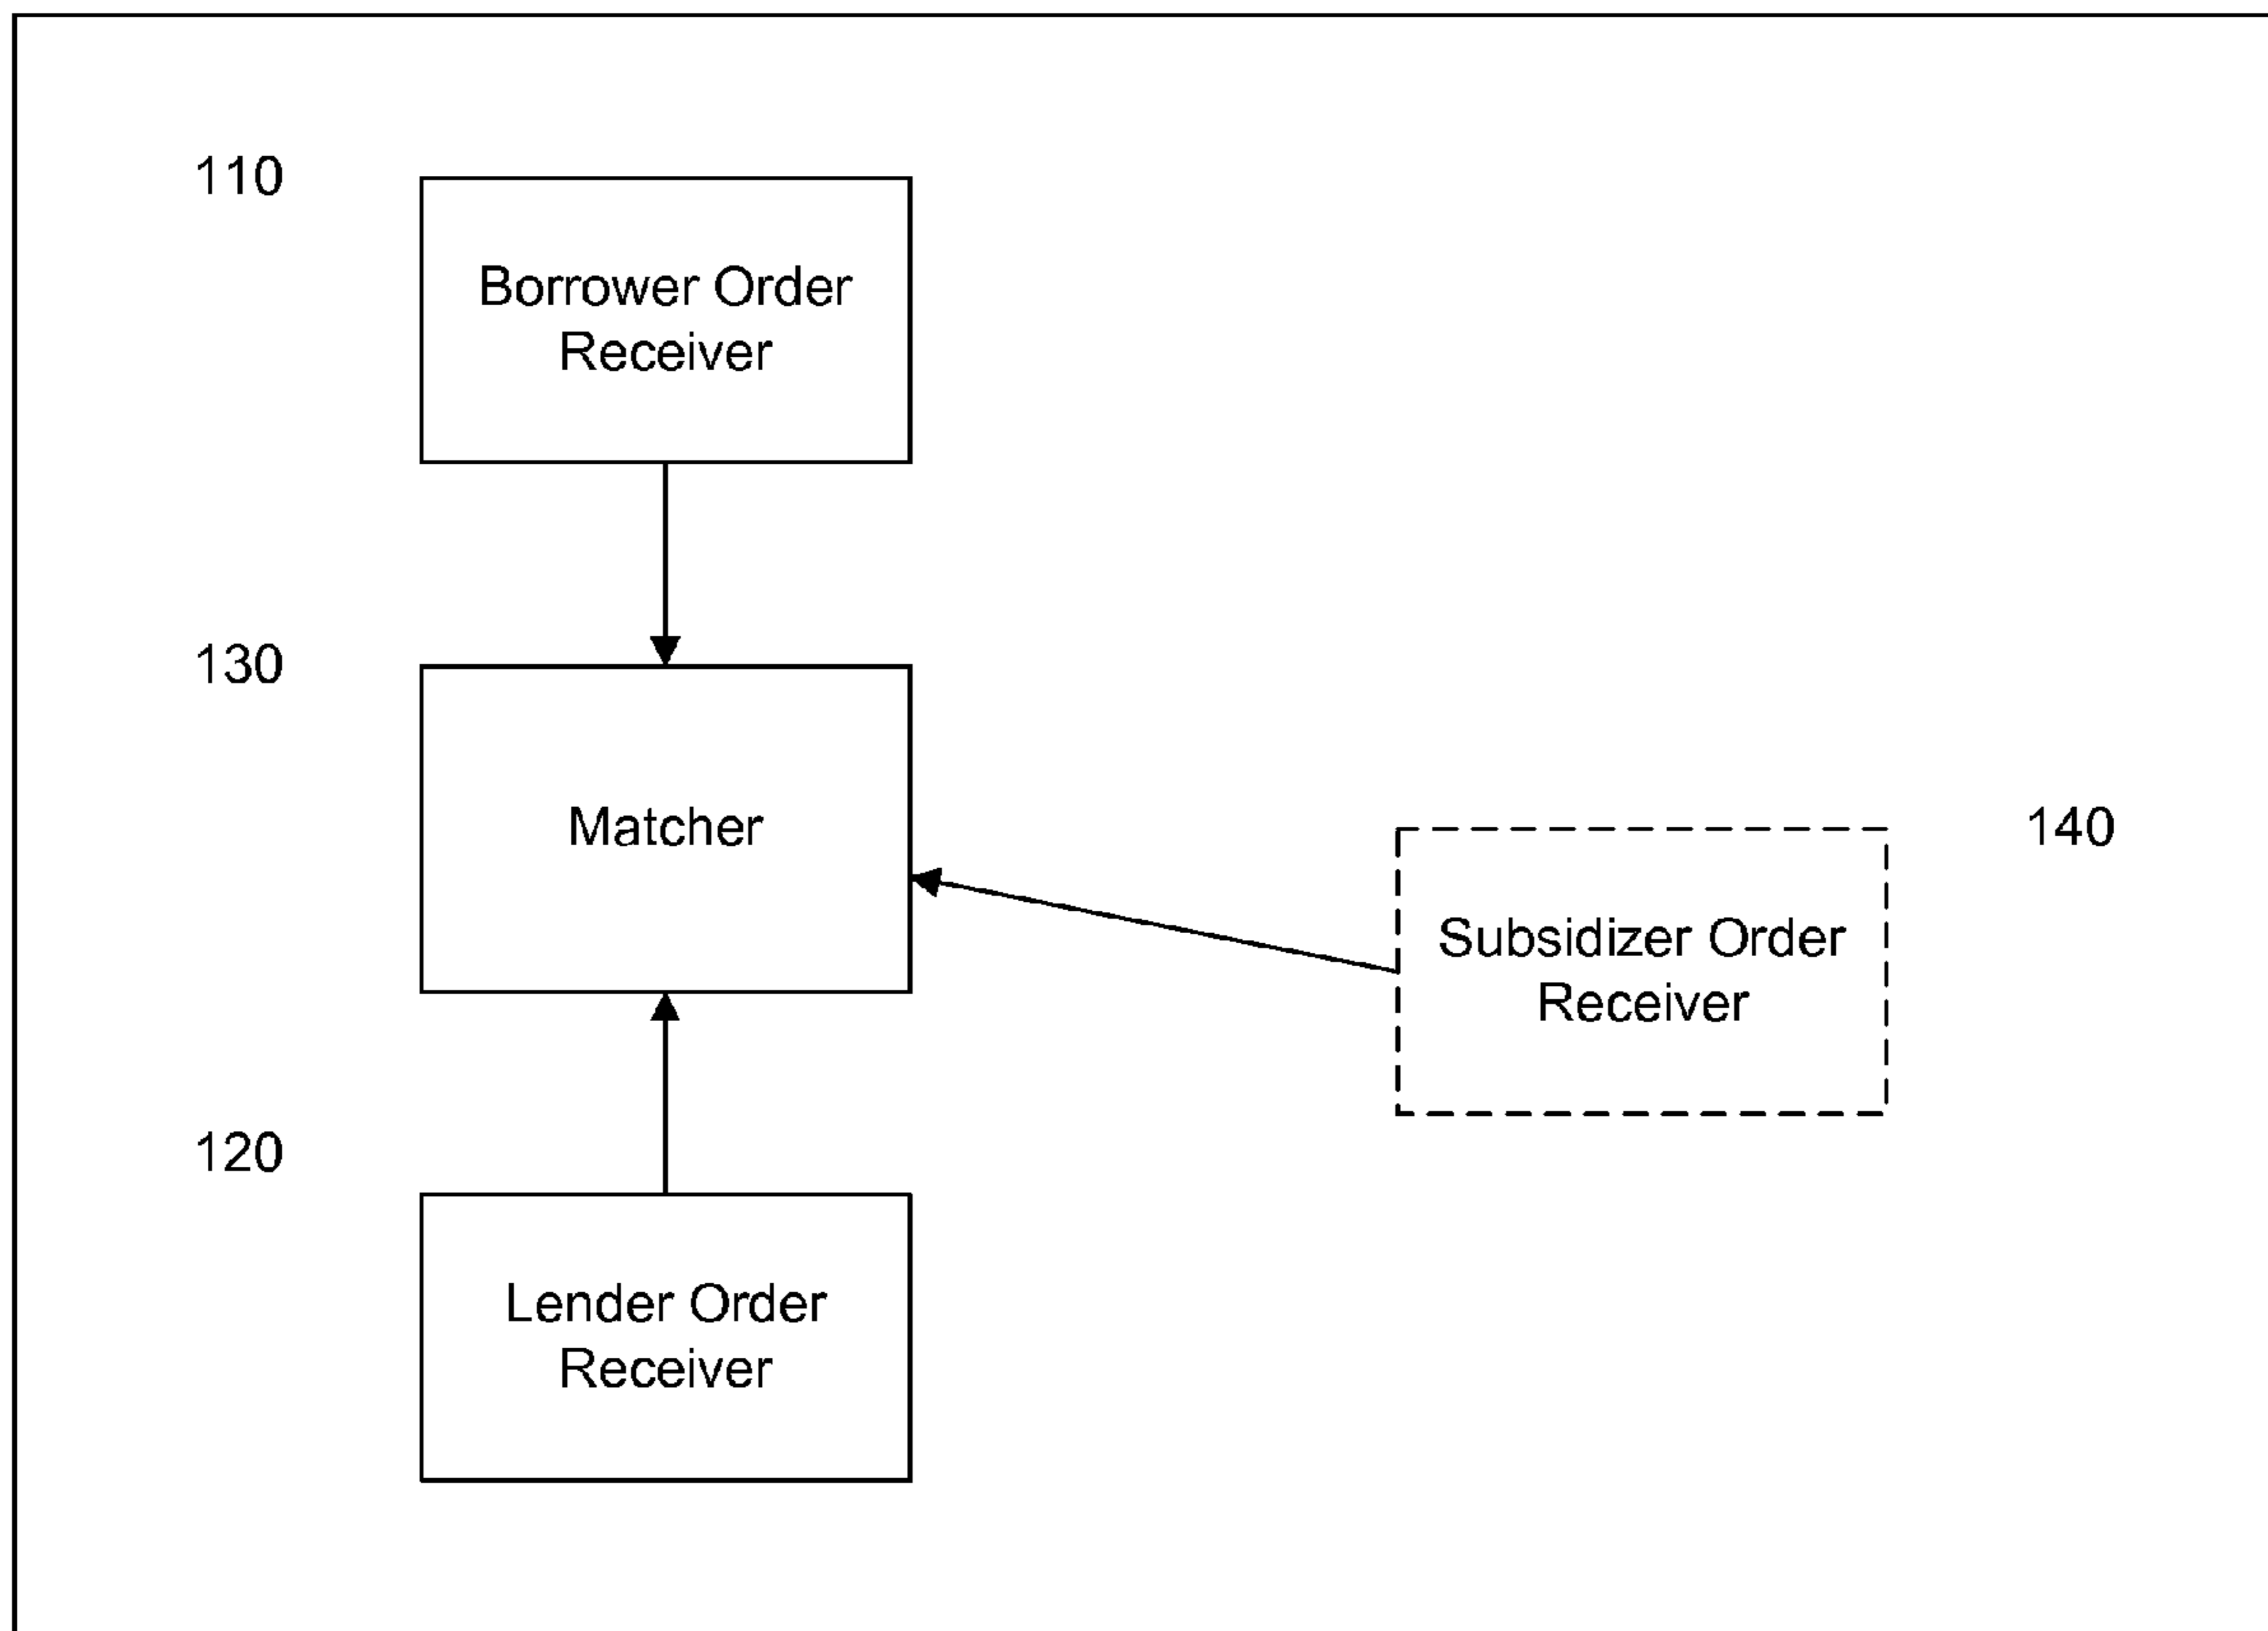 110
Borrower Order
Receiver
130
Matcher
140
Subsidizer Order
Receiver
120
Lender Order
Receiver